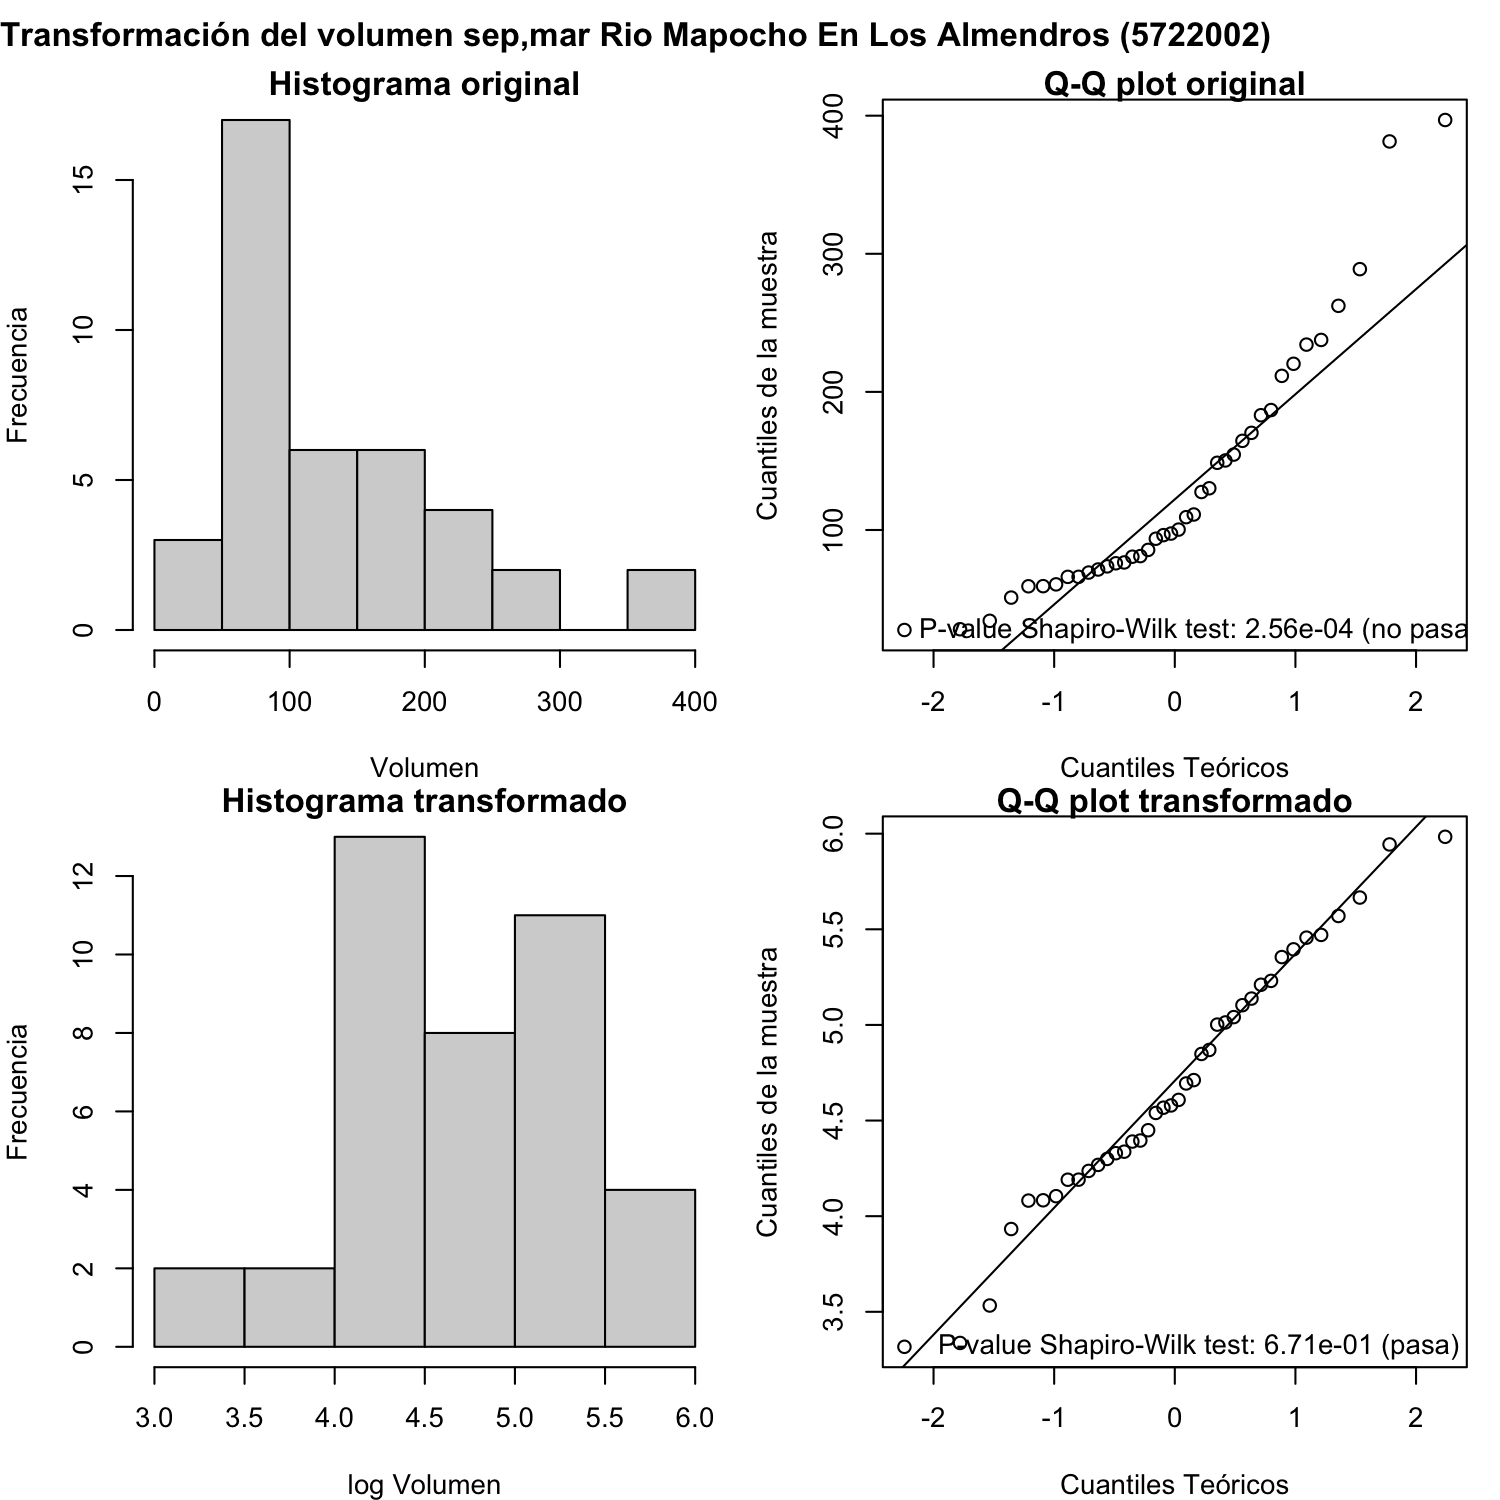 Transformación del volumen sep,mar Rio Mapocho En Los Almendros (5722002)
Histograma original
Frecuencia
15
10
5
0
0 100 200 300 400
Volumen
Q-Q plot original
Cuantiles de la muestra
400
300
200
100
P-value Shapiro-Wilk test: 2.56e-04 (no pasa
-2 -1 0 1 2
Cuantiles Teóricos
Histograma transformado
Frecuencia
12
10
8
6
4
2
0
3.0 3.5 4.0 4.5 5.0 5.5 6.0
log Volumen
Q-Q plot transformado
Cuantiles de la muestra
6.0
5.5
5.0
4.5
4.0
3.5
P-value Shapiro-Wilk test: 6.71e-01 (pasa)
-2 -1 0 1 2
Cuantiles Teóricos